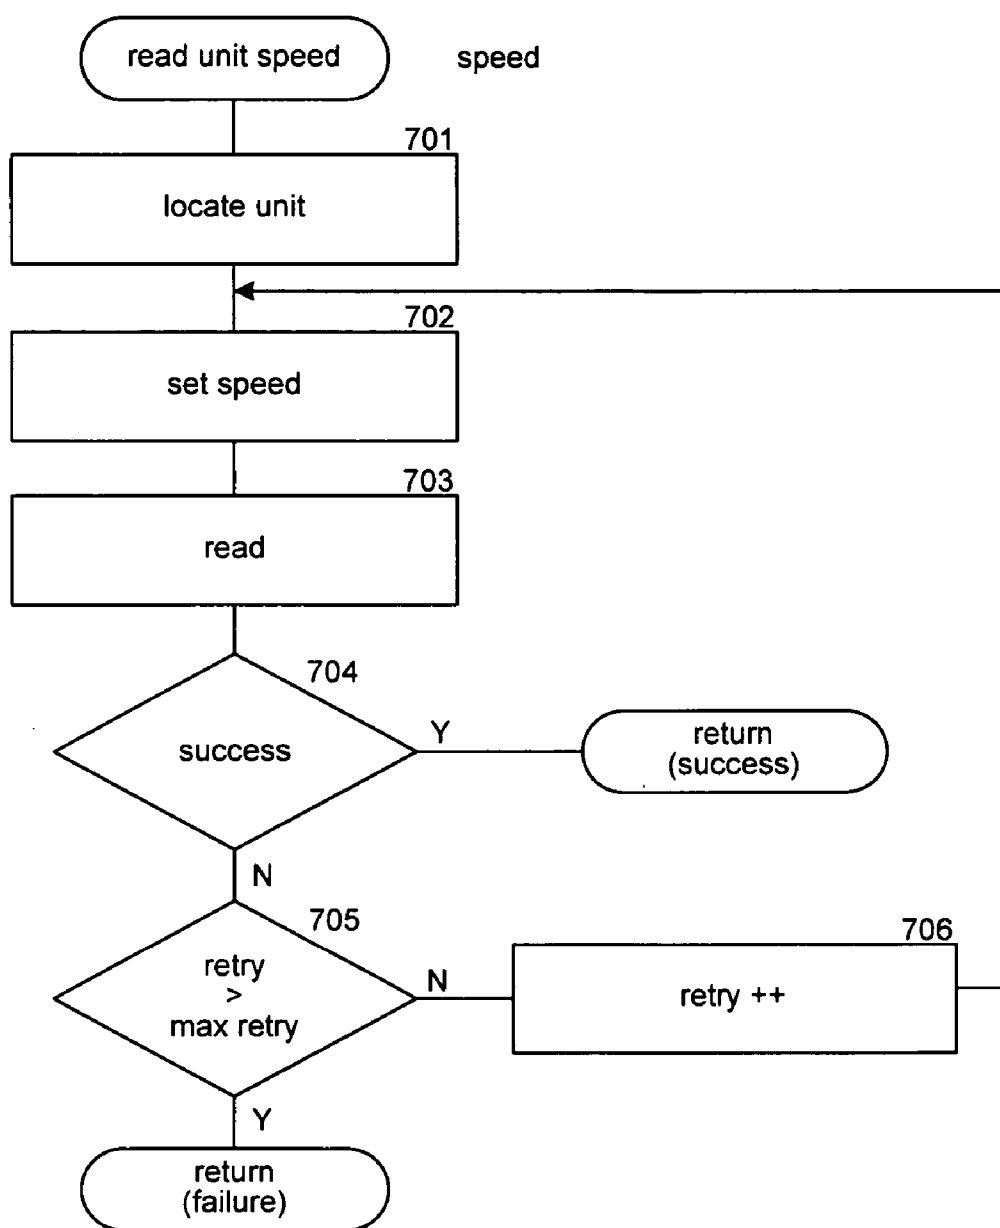 read unit speed
speed
701
locate unit
702
set speed
703
read
704
success
Y
return
(success)
N
705
retry
>
max retry
N
706
retry ++
Y
return
(failure)